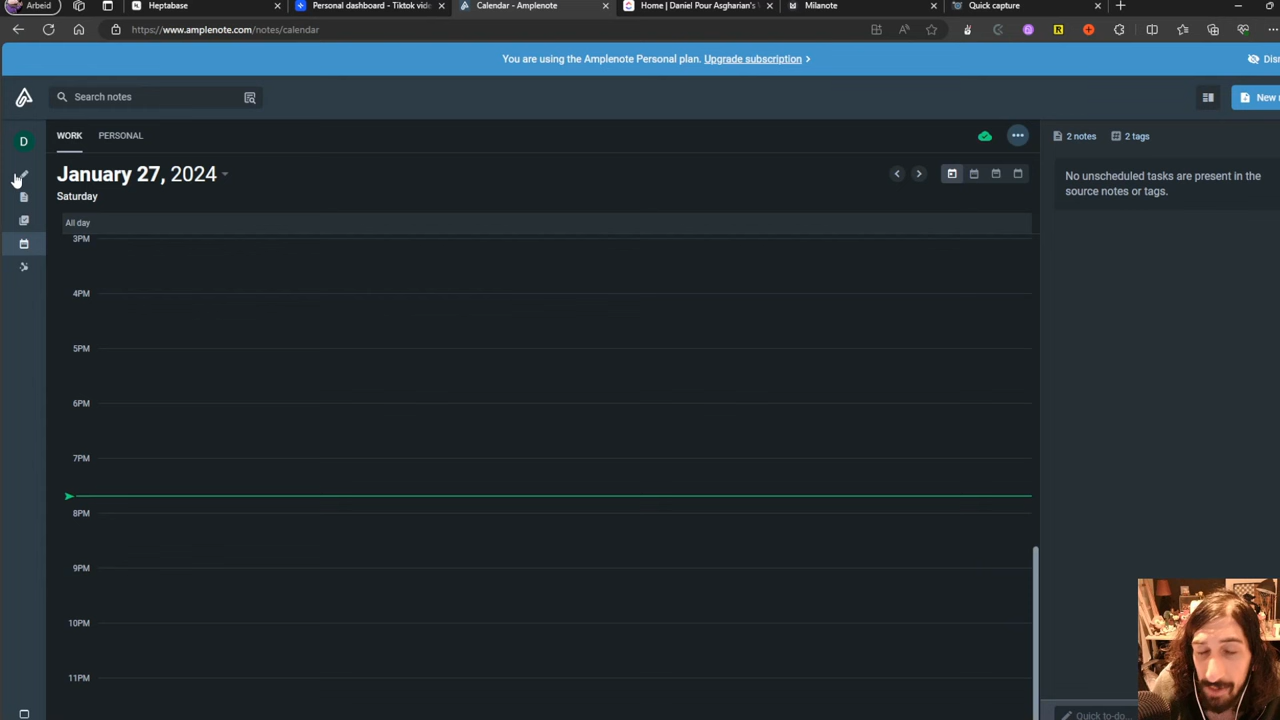 Arbeid
Heptabase
Personal dashboard - Tiktok vide
Calendar - Amplenote
Home | Daniel Pour Asgharian's
Milanote
Quick capture
https://www.amplenote.com/notes/calendar
You are using the Amplenote Personal plan. Upgrade subscription >
Dis
Search notes
New
D
WORK PERSONAL
2 notes 2 tags
January 27, 2024
Saturday
No unscheduled tasks are present in the
source notes or tags.
All day
3PM
4PM
5PM
6PM
7PM
8PM
9PM
10PM
11PM
Quick to-do...